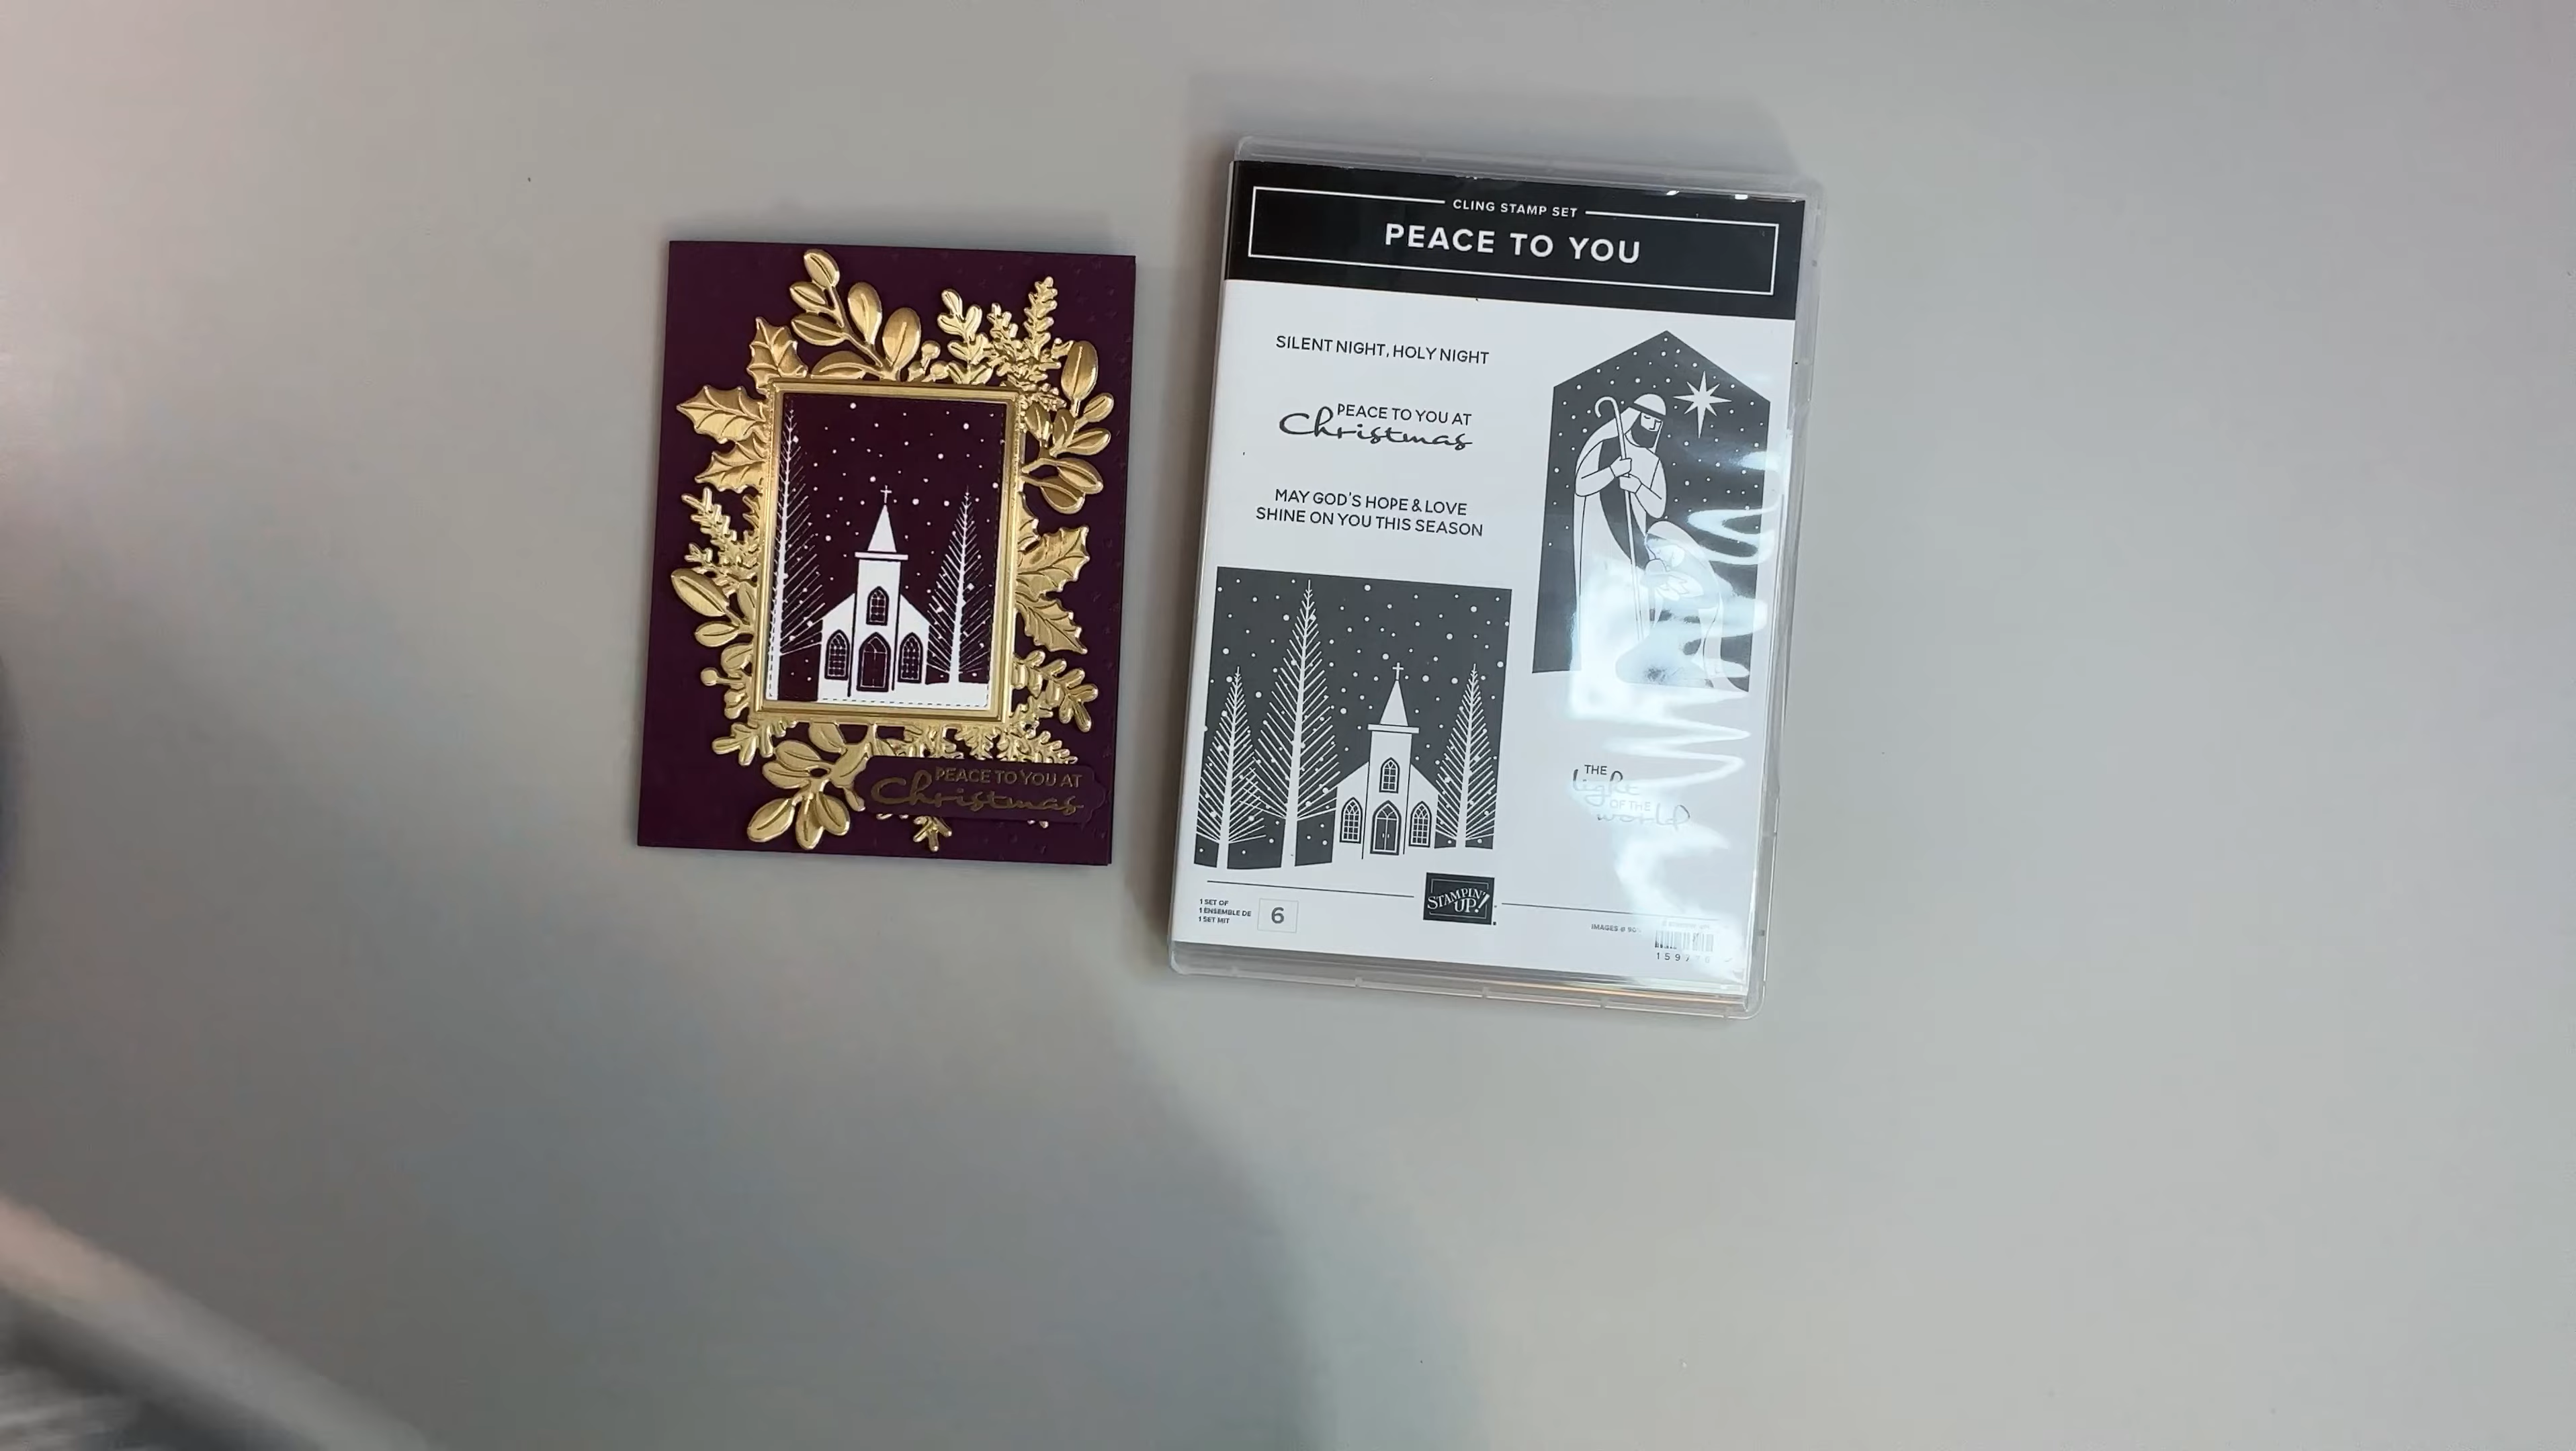 PEACE TO YOU AT
Christmas
CLING STAMP SET
PEACE TO YOU
SILENT NIGHT, HOLY NIGHT
PEACE TO YOU AT
Christmas
MAY GOD'S HOPE & LOVE
SHINE ON YOU THIS SEASON
THE
light
OF THE
world
1 SET OF
1 ENSEMBLE DE
1 SET MIT
6
STAMPIN'
UP!
IMAGES @